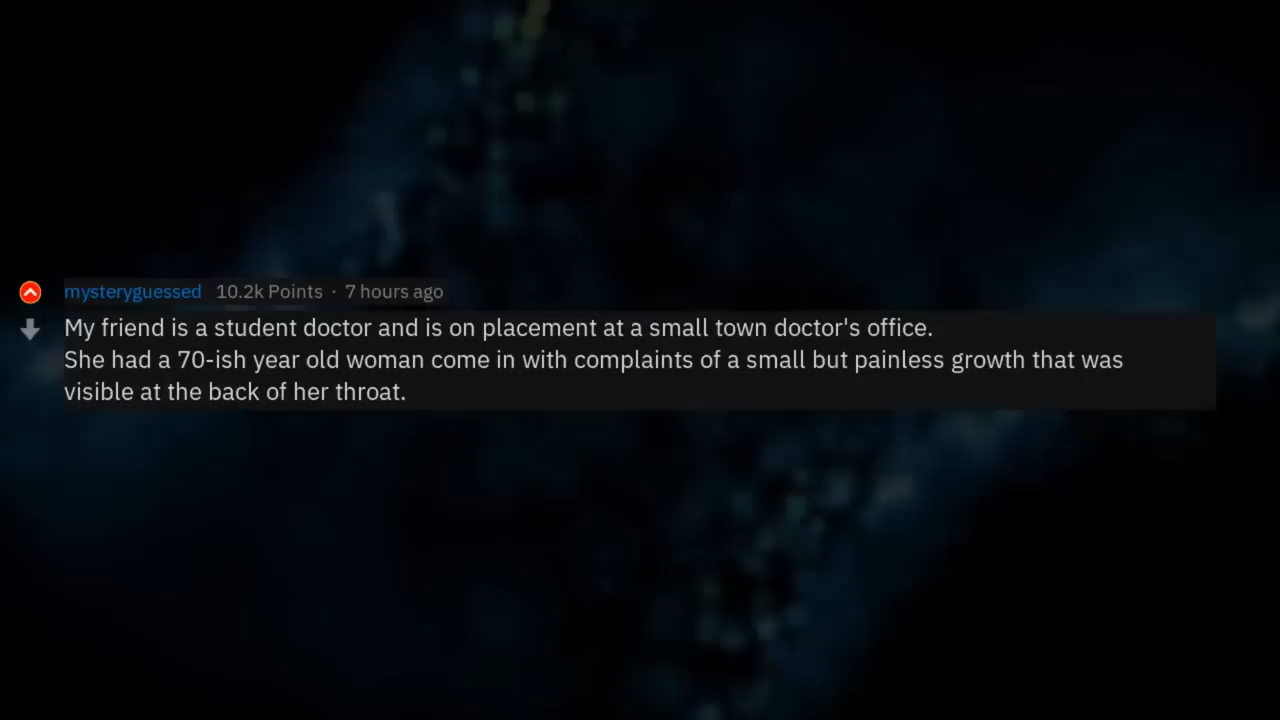 mysteryguessed 10.2k Points · 7 hours ago
My friend is a student doctor and is on placement at a small town doctor's office.
She had a 70-ish year old woman come in with complaints of a small but painless growth that was
visible at the back of her throat.